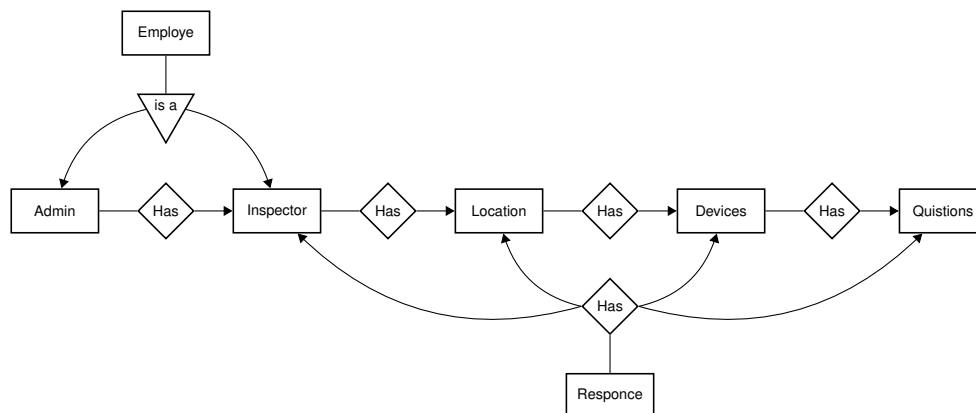 Employe
is a
Admin
Has
Inspector
Has
Location
Has
Devices
Has
Quistions
Has
Responce